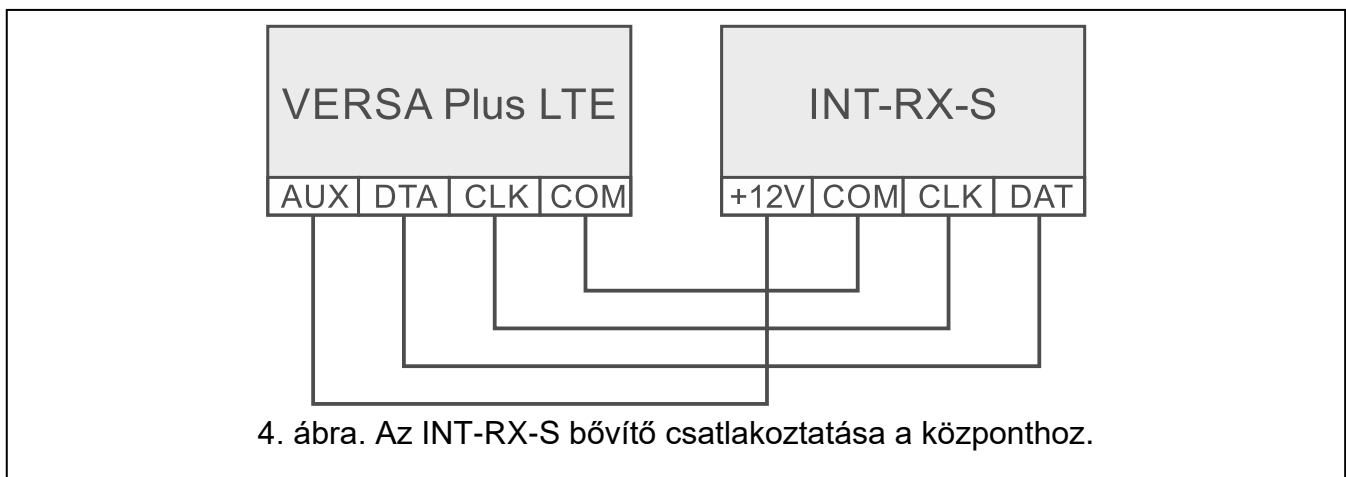 VERSA Plus LTE
INT-RX-S
AUX DTA CLK COM
+12V COM CLK DAT
4. ábra. Az INT-RX-S bővítő csatlakoztatása a központhoz.